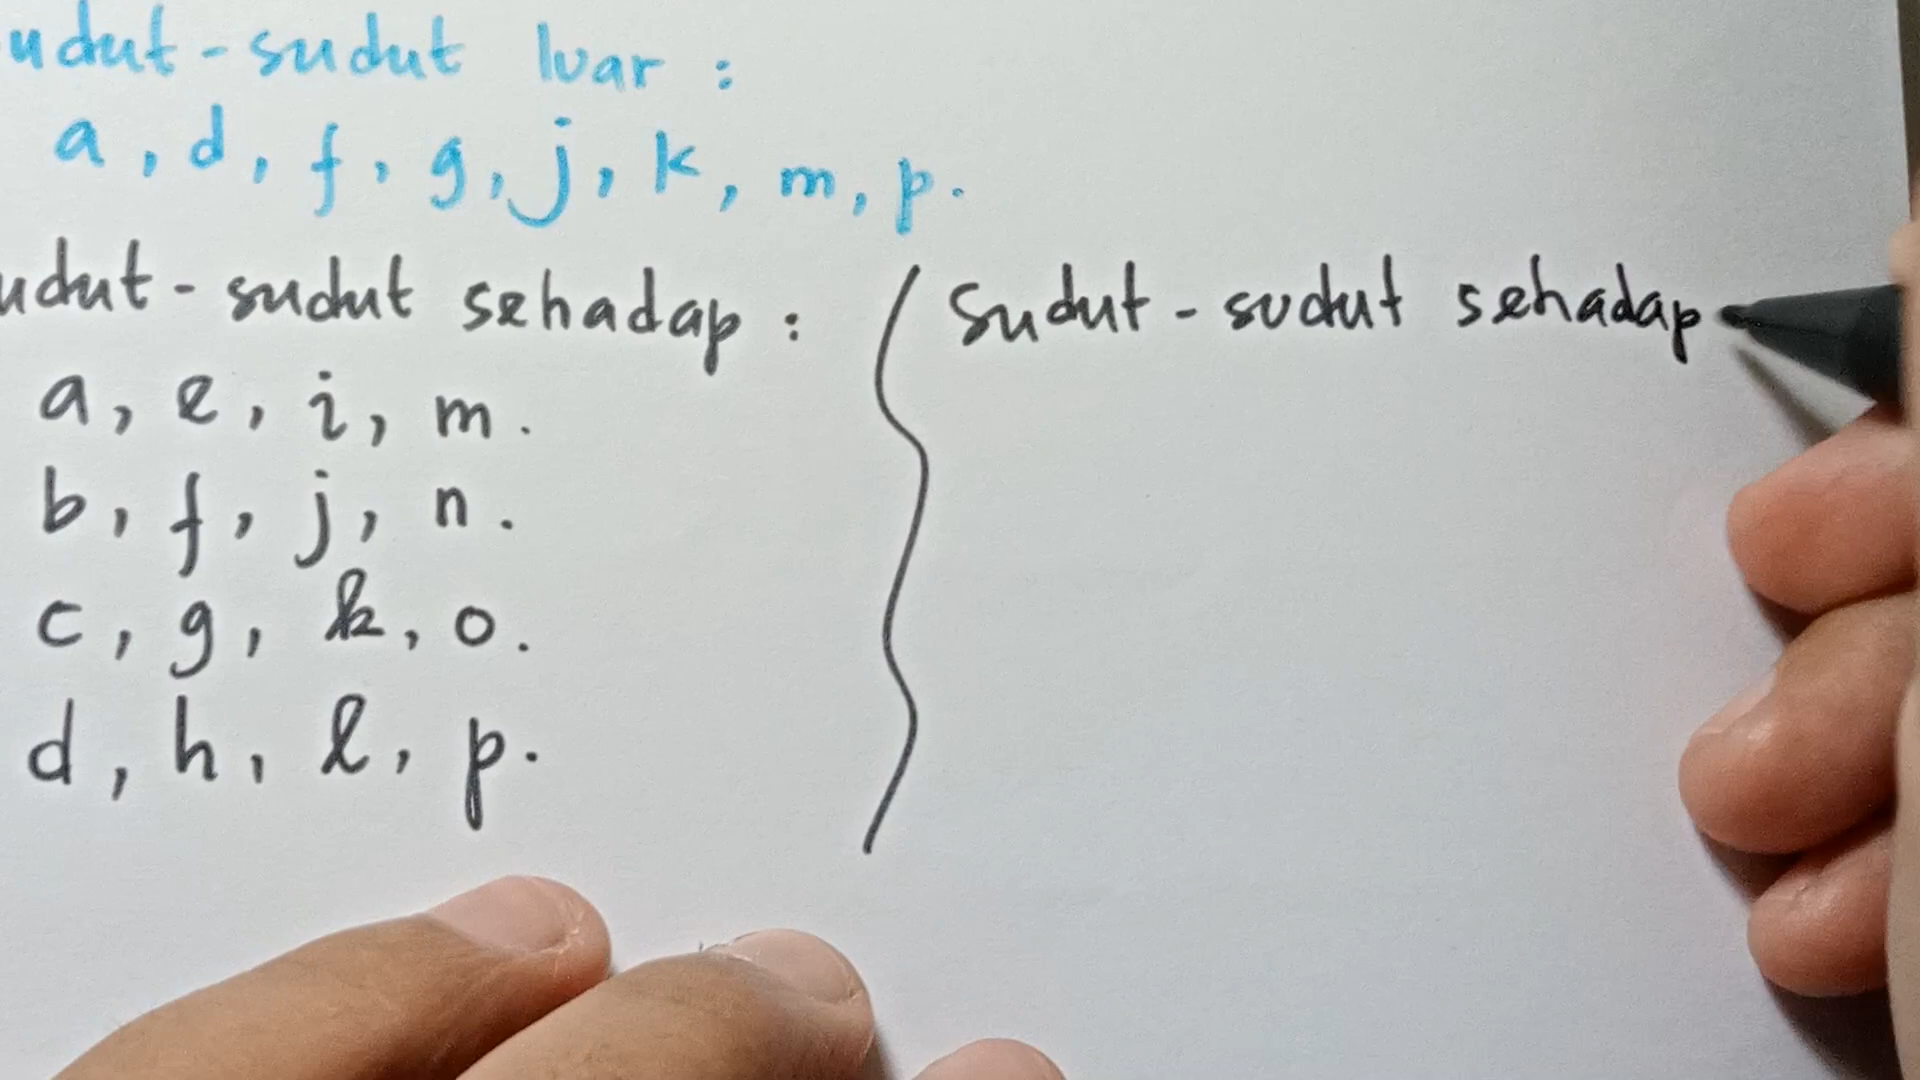 udut-sudut luar :
a, d, f, g, j, k, m, p.
udut-sudut sehadap :
a, e, i, m.
b, f, j, n.
c, g, k, o.
d, h, l, p.
Sudut-sudut sehadap